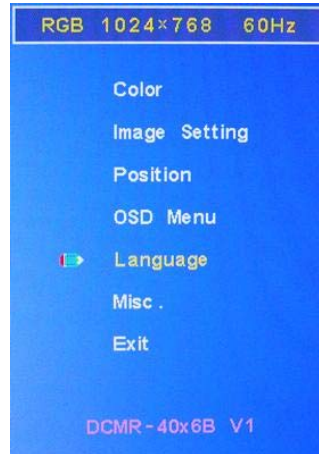 RGB 1024×768 60Hz
Color
Image Setting
Position
OSD Menu
Language
Misc.
Exit
DCMR-40x6B V1